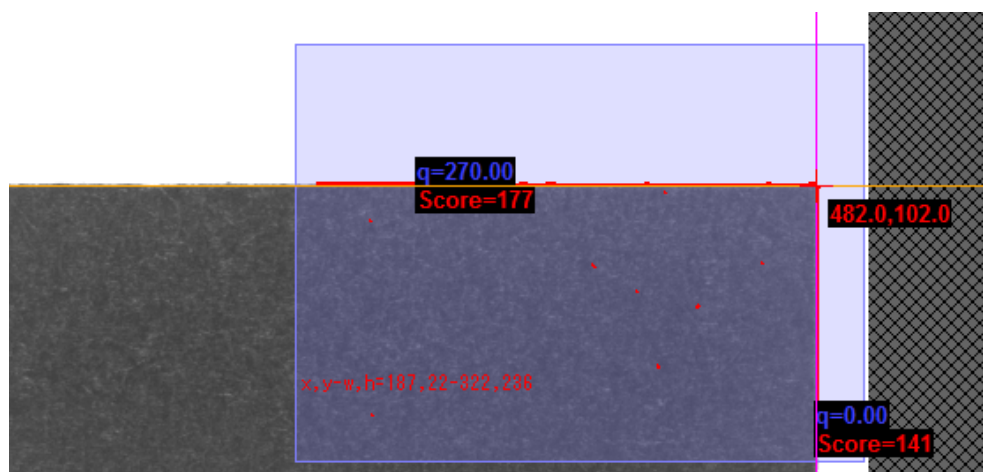 q=270.00
Score=177
482.0,102.0
x,y-w,h=187,22-322,236
q=0.00
Score=141